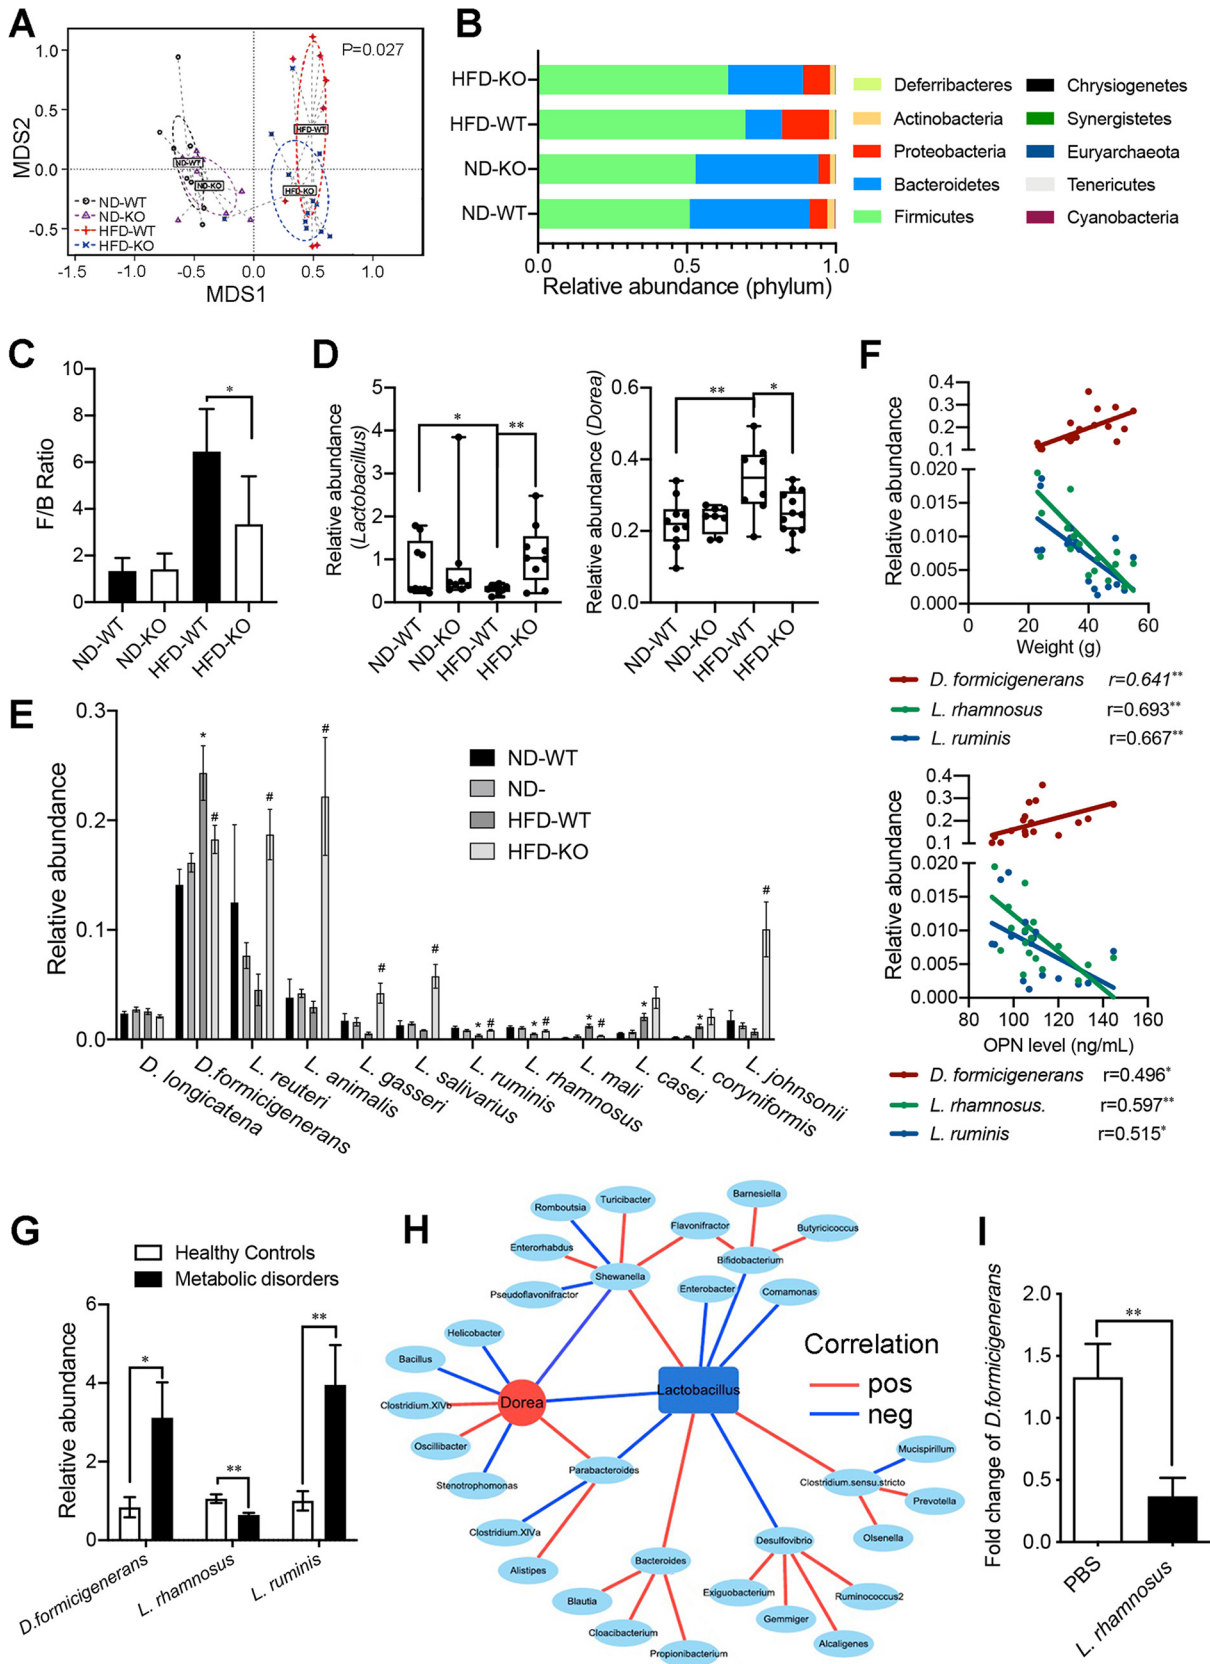 A
P=0.027
MDS2
1.0
0.5
0.0
-0.5
HFD-WT
ND-WT
ND-KO
HFD-KO
ND-WT
ND-KO
HFD-WT
HFD-KO
-1.5
-1.0
-0.5
0.0
0.5
1.0
MDS1
B
HFD-KO
HFD-WT
ND-KO
ND-WT
0.0
0.5
1.0
Relative abundance (phylum)
Deferribacteres
Actinobacteria
Proteobacteria
Bacteroidetes
Firmicutes
Chrysiogenetes
Synergistetes
Euryarchaeota
Tenericutes
Cyanobacteria
C
F/B Ratio
10
8
6
4
2
0
*
ND-WT
ND-KO
HFD-WT
HFD-KO
D
Relative abundance
(Lactobacillus)
5
4
3
2
1
0
*
**
ND-WT
ND-KO
HFD-WT
HFD-KO
Relative abundance (Dorea)
0.6
0.4
0.2
0.0
**
*
ND-WT
ND-KO
HFD-WT
HFD-KO
E
Relative abundance
0.3
0.2
0.1
0.0
ND-WT
ND-
HFD-WT
HFD-KO
*
#
#
#
#
#
*
#
*
#
*
#
*
*
#
D. longicatena
D.formicigenerans
L. reuteri
L. animalis
L. gasseri
L. salivarius
L. ruminis
L. rhamnosus
L. mali
L. casei
L. coryniformis
L. johnsonii
F
Relative abundance
0.4
0.3
0.2
0.1
0.020
0.015
0.010
0.005
0.000
0
20
40
60
Weight (g)
D. formicigenerans r=0.641**
L. rhamnosus r=0.693**
L. ruminis r=0.667**
Relative abundance
0.4
0.3
0.2
0.1
0.020
0.015
0.010
0.005
0.000
80
100
120
140
160
OPN level (ng/mL)
D. formicigenerans r=0.496*
L. rhamnosus. r=0.597**
L. ruminis r=0.515*
G
Healthy Controls
Metabolic disorders
Relative abundance
6
4
2
0
*
**
**
D.formicigenerans
L. rhamnosus
L. ruminis
H
Romboutsia
Turicibacter
Barnesiella
Flavonifractor
Butyricicoccus
Enterorhabdus
Bifidobacterium
Shewanella
Pseudoflavonifractor
Enterobacter
Comamonas
Helicobacter
Bacillus
Clostridium.XIVb
Dorea
Lactobacillus
Oscillibacter
Stenotrophomonas
Parabacteroides
Clostridium.XIVa
Alistipes
Bacteroides
Blautia
Cloacibacterium
Propionibacterium
Desulfovibrio
Exiguobacterium
Gemmiger
Alcaligenes
Ruminococcus2
Mucispirillum
Clostridium.sensu.stricto
Prevotella
Olsenella
Correlation
pos
neg
I
Fold change of D.formicigenerans
2.0
1.5
1.0
0.5
0.0
**
PBS
L. rhamnosus